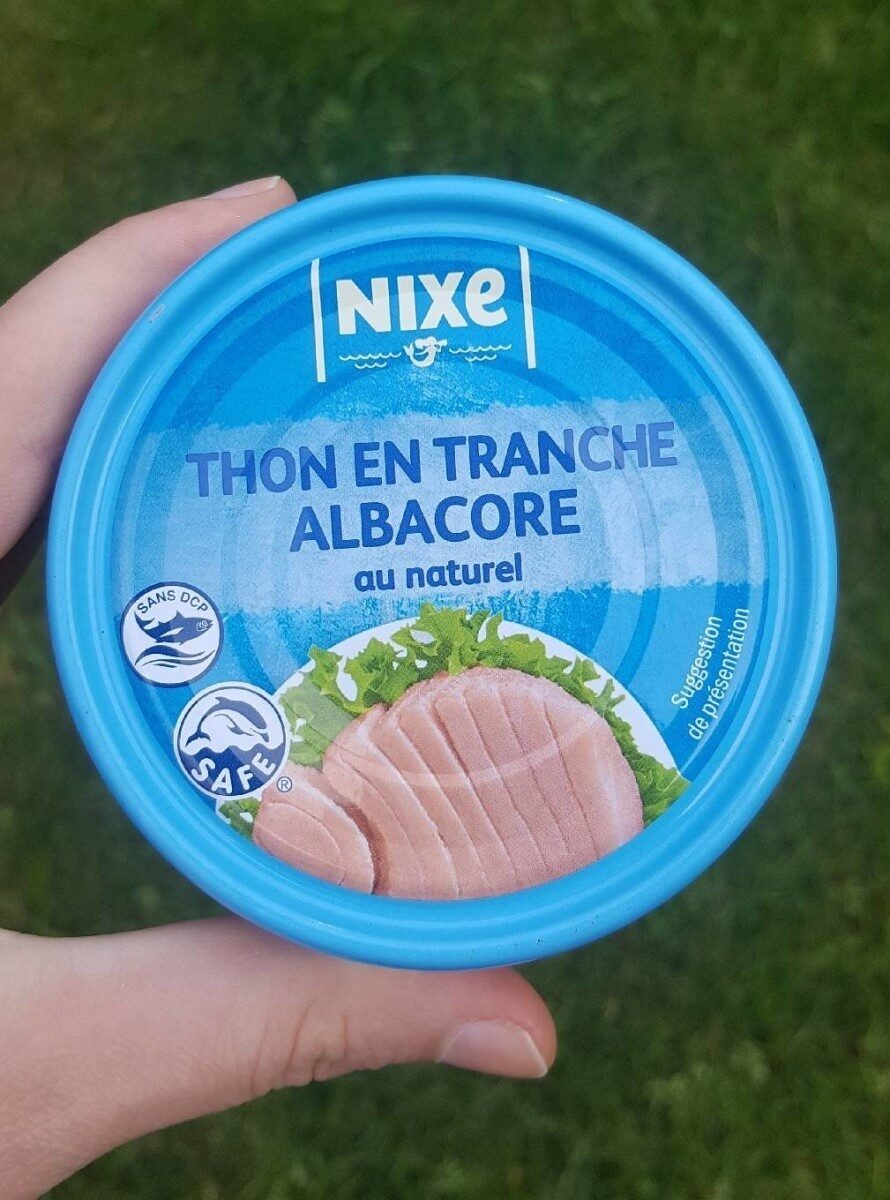 NIXe
THON EN TRANCHE
ALBACORE
au naturel
SANS DCP
SAFE®
Suggestion
de présentation